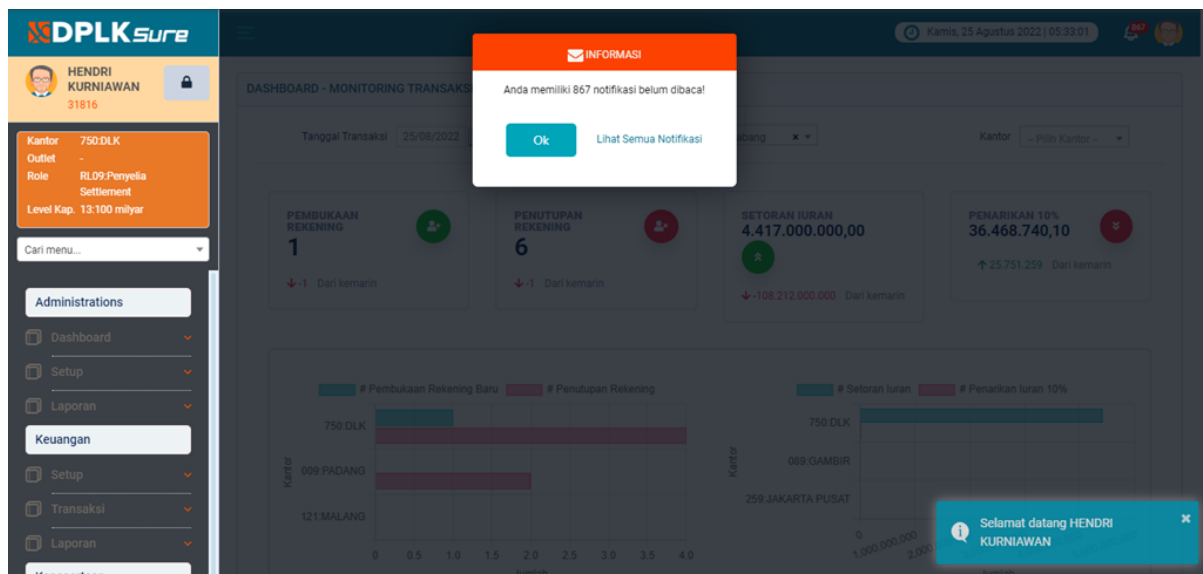 DPLK Sure
HENDRI
KURNIAWAN
31816
Kantor 750:DLK
Outlet -
Role RL09:Penyelia
Settlement
Level Kap. 13:100 milyar
Cari menu...
Administrations
Dashboard
Setup
Laporan
Keuangan
Setup
Transaksi
Laporan
Kamis, 25 Agustus 2022 | 05:33:01
867
INFORMASI
Anda memiliki 867 notifikasi belum dibaca!
Ok
Lihat Semua Notifikasi
DASHBOARD - MONITORING TRANSAKS
Tanggal Transaksi 25/08/2022
abang
Kantor -- Pilih Kantor --
PEMBUKAAN
REKENING
1
-1 Dari kemarin
PENUTUPAN
REKENING
6
-1 Dari kemarin
SETORAN IURAN
4.417.000.000,00
-108.212.000.000 Dari kemarin
PENARIKAN 10%
36.468.740,10
25.751.259 Dari kemarin
# Pembukaan Rekening Baru # Penutupan Rekening
Kantor
750:DLK
009:PADANG
121:MALANG
0 0.5 1.0 1.5 2.0 2.5 3.0 3.5 4.0
Jumlah
# Setoran Iuran # Penarikan Iuran 10%
Kantor
750:DLK
089:GAMBIR
259:JAKARTA PUSAT
0
1.000.000.000
Selamat datang HENDRI
KURNIAWAN